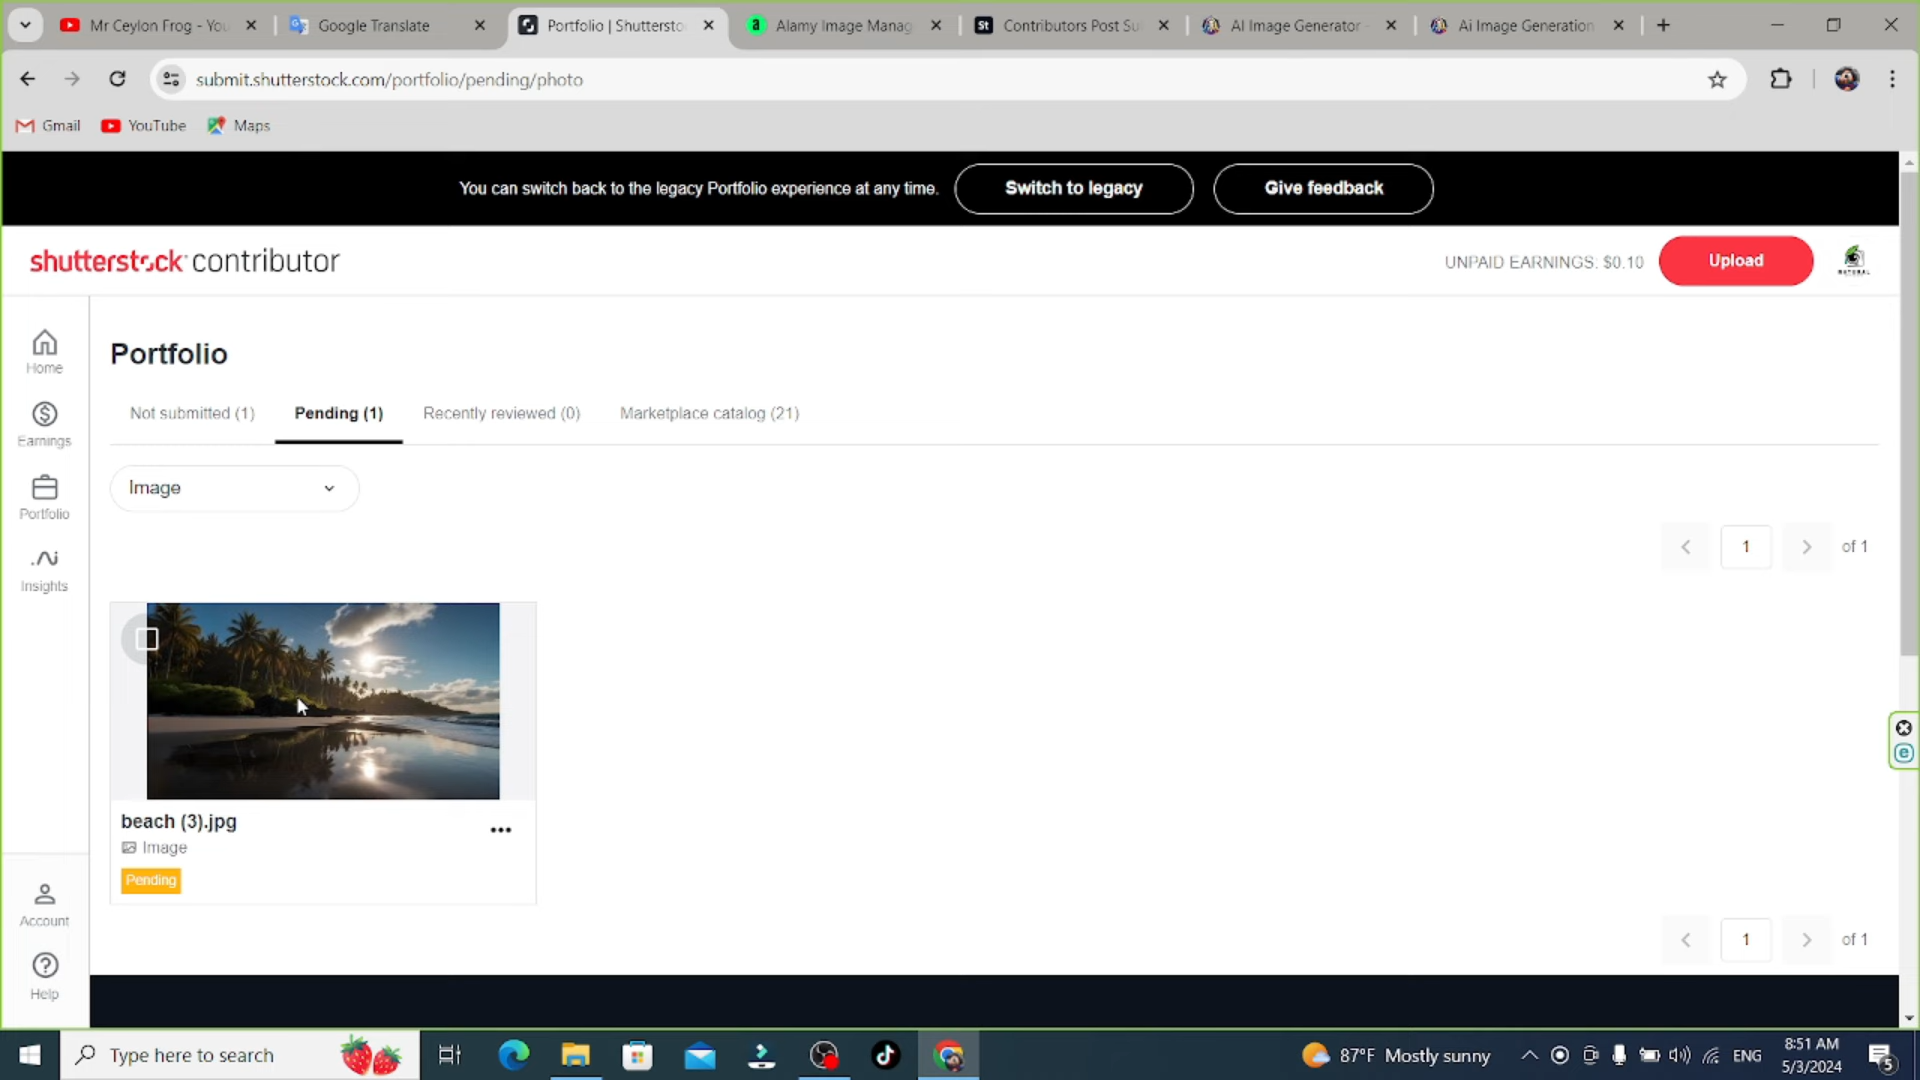 Mr Ceylon Frog - You
Google Translate
Portfolio | Shuttersto
Alamy Image Manag
Contributors Post Su
AI Image Generator -
Ai Image Generation
submit.shutterstock.com/portfolio/pending/photo
Gmail
YouTube
Maps
You can switch back to the legacy Portfolio experience at any time.
Switch to legacy
Give feedback
shutterstock contributor
UNPAID EARNINGS: $0.10
Upload
Home
Earnings
Portfolio
Insights
Account
Help
Portfolio
Not submitted (1)
Pending (1)
Recently reviewed (0)
Marketplace catalog (21)
Image
1
of 1
beach (3).jpg
Image
Pending
1
of 1
Type here to search
87°F Mostly sunny
ENG
8:51 AM
5/3/2024
5